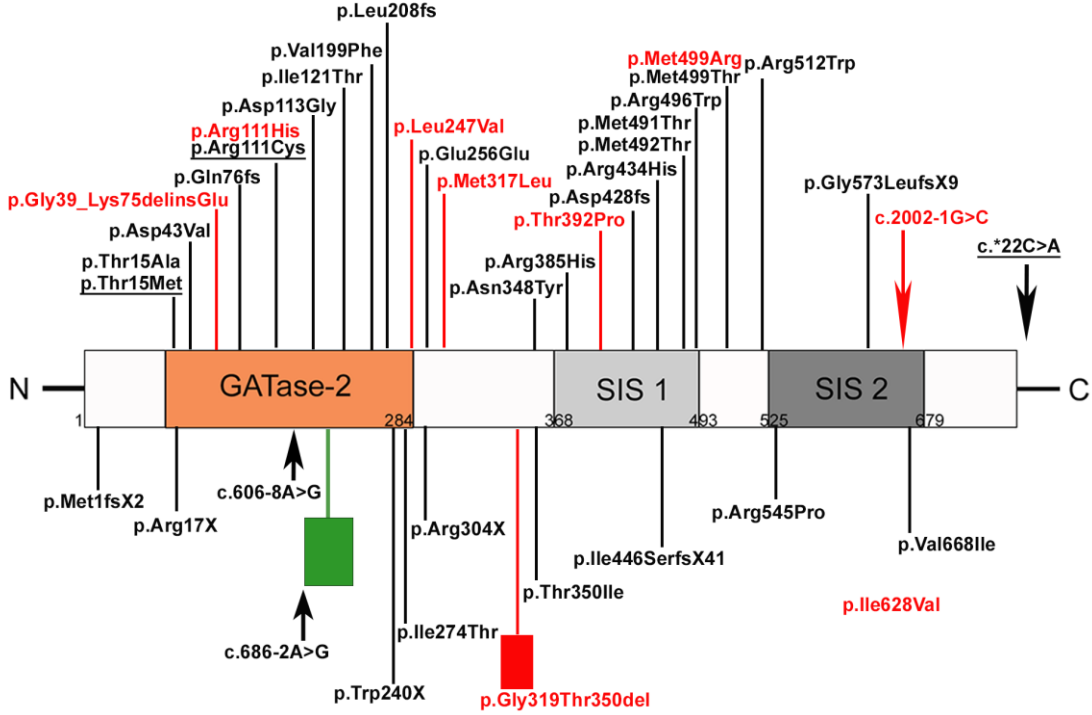 p.Leu208fs
p.Val199Phe
p.Ile121Thr
p.Asp113Gly
p.Arg111His
p.Arg111Cys
p.Gln76fs
p.Gly39_Lys75delinsGlu
p.Asp43Val
p.Thr15Ala
p.Thr15Met
p.Leu247Val
p.Glu256Glu
p.Met317Leu
p.Met499Arg
p.Met499Thr
p.Arg512Trp
p.Arg496Trp
p.Met491Thr
p.Met492Thr
p.Arg434His
p.Asp428fs
p.Thr392Pro
p.Arg385His
p.Asn348Tyr
p.Gly573LeufsX9
c.2002-1G>C
c.*22C>A
N
GATase-2
SIS 1
SIS 2
C
1
284
368
493
525
679
p.Met1fsX2
p.Arg17X
c.606-8A>G
p.Arg304X
p.Ile446SerfsX41
p.Arg545Pro
p.Val668Ile
p.Thr350Ile
p.Ile628Val
p.Ile274Thr
c.686-2A>G
p.Trp240X
p.Gly319Thr350del